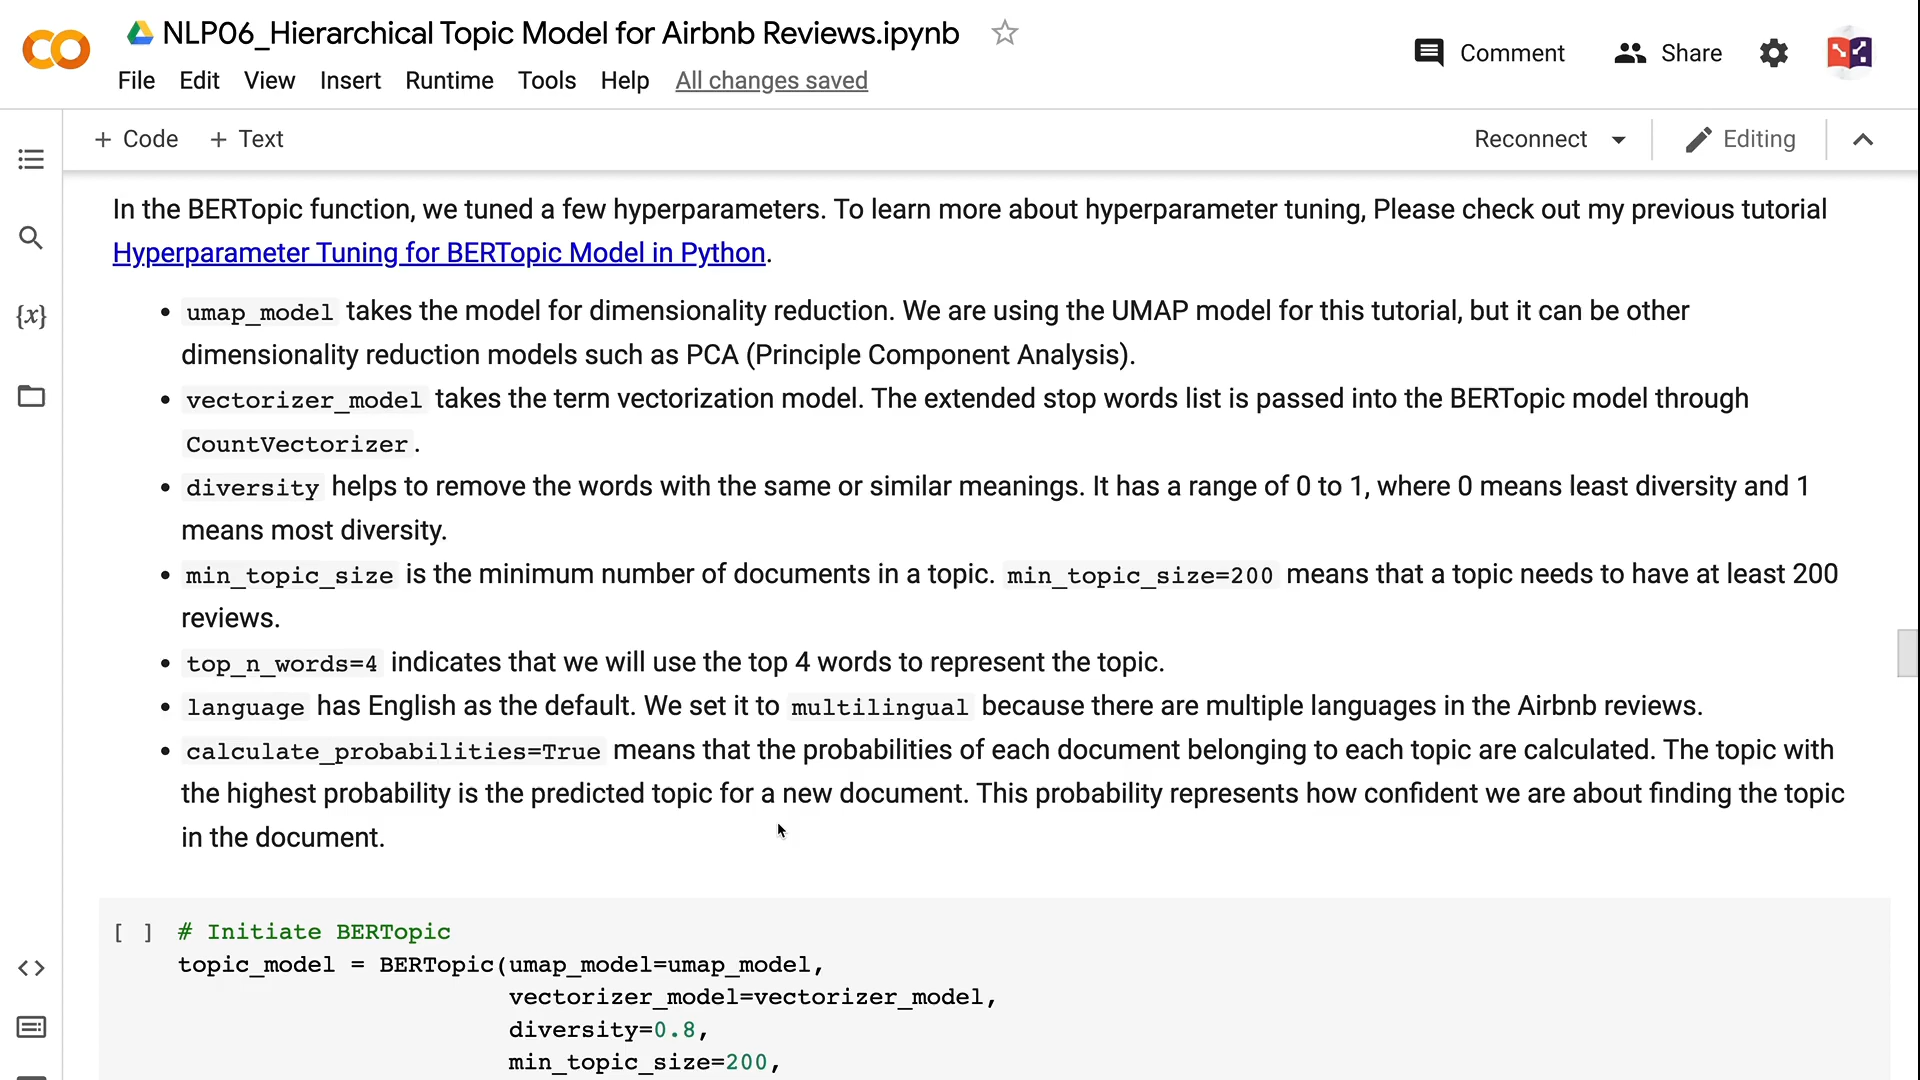 NLP06_Hierarchical Topic Model for Airbnb Reviews.ipynb
Comment Share
File Edit View Insert Runtime Tools Help All changes saved
+ Code + Text Reconnect Editing
In the BERTopic function, we tuned a few hyperparameters. To learn more about hyperparameter tuning, Please check out my previous tutorial
Hyperparameter Tuning for BERTopic Model in Python.
• umap_model takes the model for dimensionality reduction. We are using the UMAP model for this tutorial, but it can be other
dimensionality reduction models such as PCA (Principle Component Analysis).
• vectorizer_model takes the term vectorization model. The extended stop words list is passed into the BERTopic model through
CountVectorizer.
• diversity helps to remove the words with the same or similar meanings. It has a range of 0 to 1, where 0 means least diversity and 1
means most diversity.
• min_topic_size is the minimum number of documents in a topic. min_topic_size=200 means that a topic needs to have at least 200
reviews.
• top_n_words=4 indicates that we will use the top 4 words to represent the topic.
• language has English as the default. We set it to multilingual because there are multiple languages in the Airbnb reviews.
• calculate_probabilities=True means that the probabilities of each document belonging to each topic are calculated. The topic with
the highest probability is the predicted topic for a new document. This probability represents how confident we are about finding the topic
in the document.
[ ] # Initiate BERTopic
topic_model = BERTopic(umap_model=umap_model,
vectorizer_model=vectorizer_model,
diversity=0.8,
min_topic_size=200,